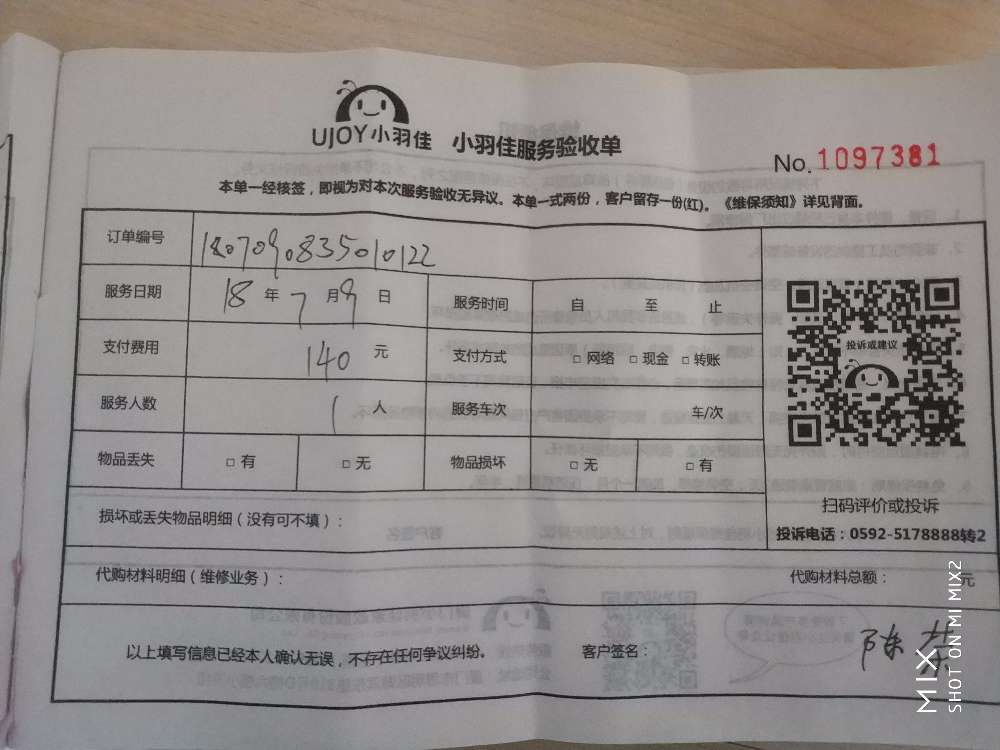 UJOY小羽佳 小羽佳服务验收单
No. 1097381
本单一经核签，即视为对本次服务验收无异议。本单一式两份，客户留存一份(红)。《维保须知》详见背面。
订单编号 1807090835010122
服务日期 18 年 7 月 9 日 服务时间 自 至 止
投诉或建议
支付费用 140 元 支付方式 □ 网络 □ 现金 □ 转账
服务人数 1 人 服务车次 车/次
物品丢失 □ 有 □ 无 物品损坏 □ 无 □ 有
扫码评价或投诉
损坏或丢失物品明细（没有可不填）：
投诉电话：0592-5178888转2
代购材料明细（维修业务）： 代购材料总额： 元
以上填写信息已经本人确认无误，不存在任何争议纠纷。 客户签名： 陈
MIX
SHOT ON MI MIX2